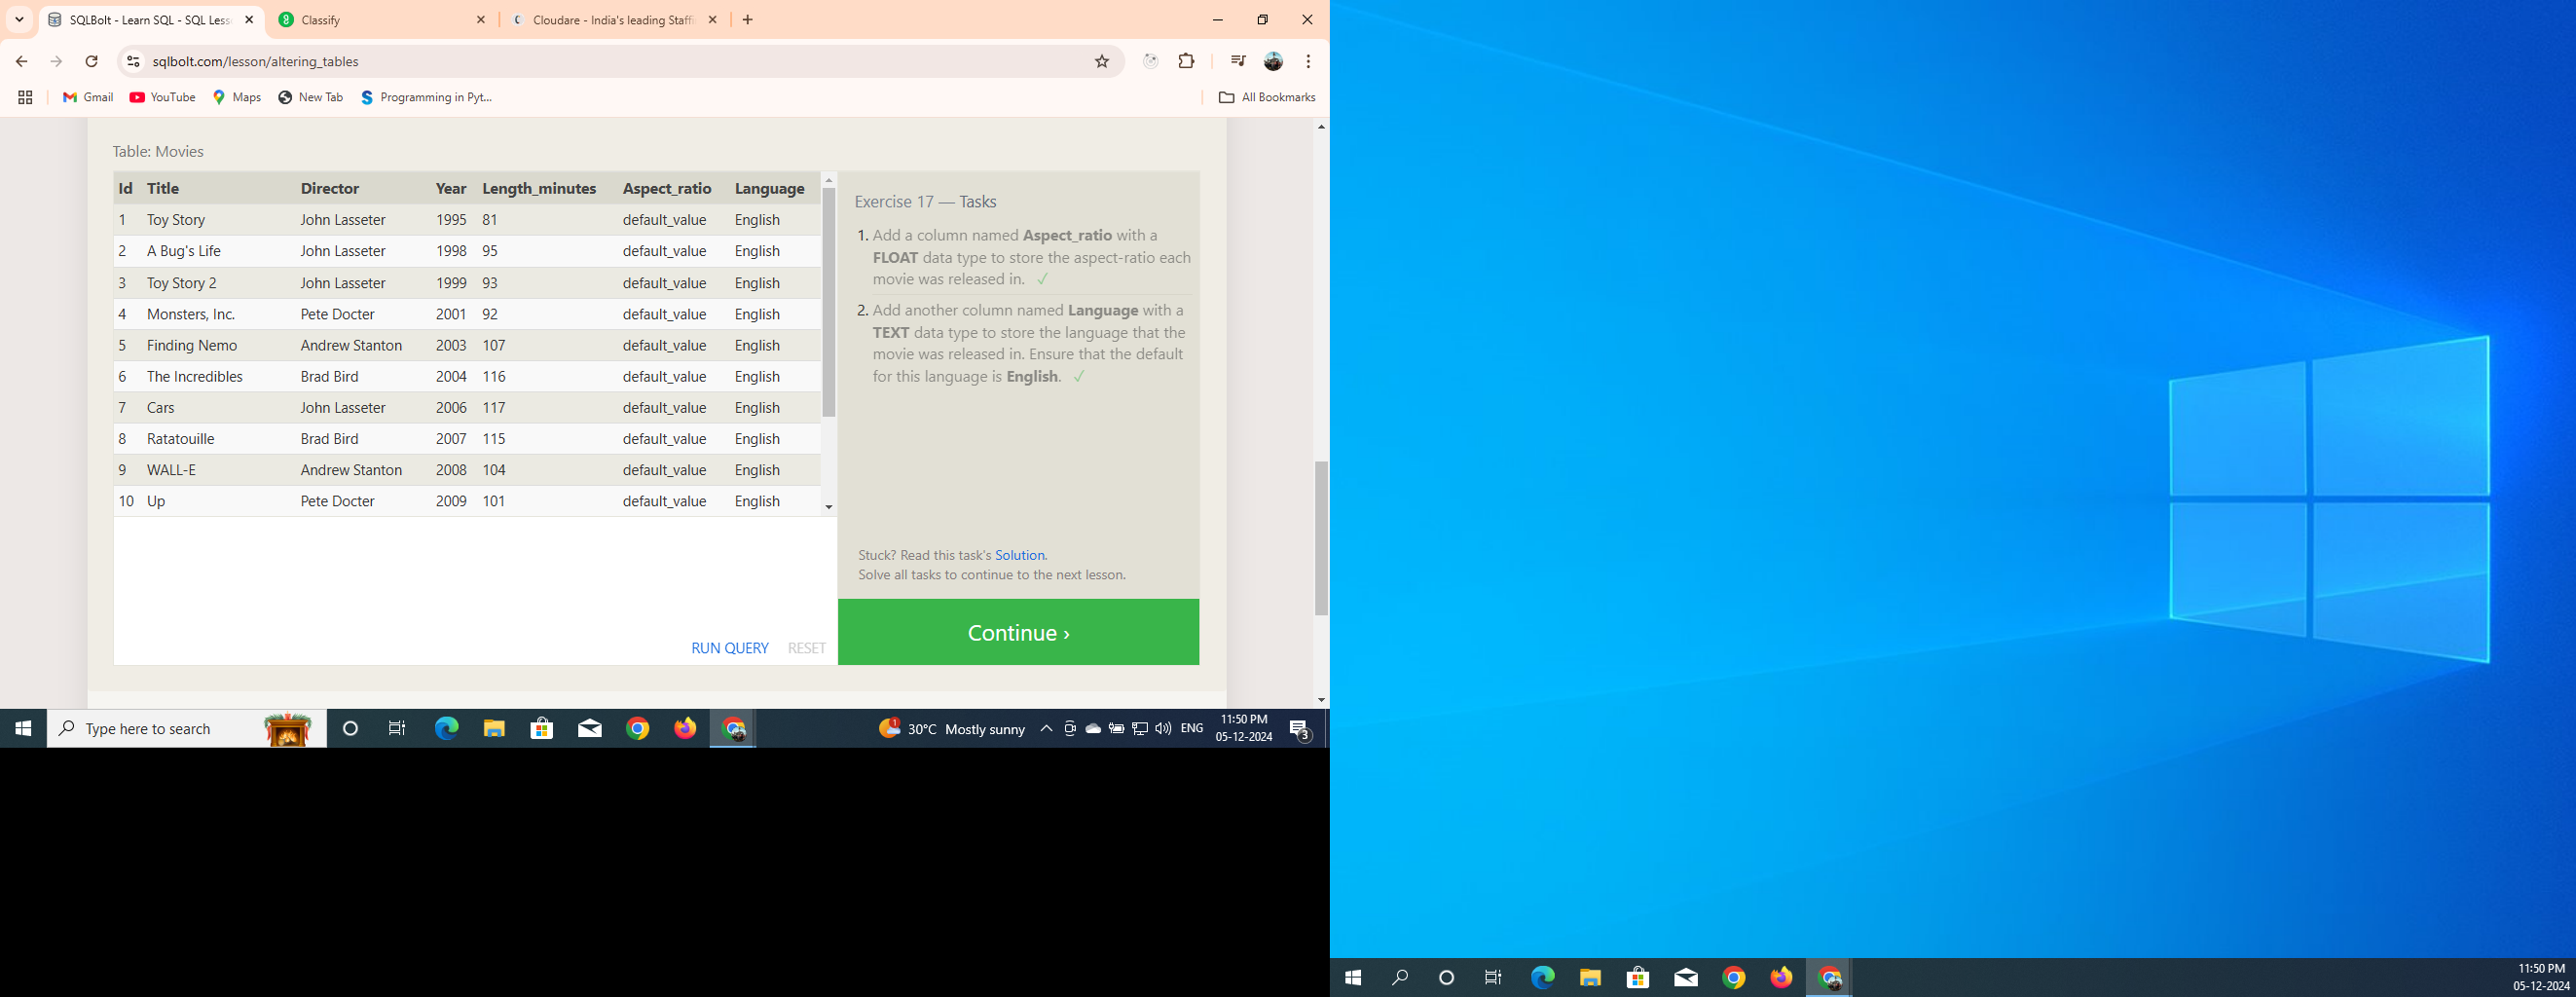 SQLBolt - Learn SQL - SQL Less
Classify
Cloudare - India's leading Staffi
sqlbolt.com/lesson/altering_tables
Gmail
YouTube
Maps
New Tab
Programming in Pyt...
All Bookmarks
Table: Movies
Id Title Director Year Length_minutes Aspect_ratio Language
1 Toy Story John Lasseter 1995 81 default_value English
2 A Bug's Life John Lasseter 1998 95 default_value English
3 Toy Story 2 John Lasseter 1999 93 default_value English
4 Monsters, Inc. Pete Docter 2001 92 default_value English
5 Finding Nemo Andrew Stanton 2003 107 default_value English
6 The Incredibles Brad Bird 2004 116 default_value English
7 Cars John Lasseter 2006 117 default_value English
8 Ratatouille Brad Bird 2007 115 default_value English
9 WALL-E Andrew Stanton 2008 104 default_value English
10 Up Pete Docter 2009 101 default_value English
RUN QUERY RESET
Exercise 17 — Tasks
1. Add a column named Aspect_ratio with a
FLOAT data type to store the aspect-ratio each
movie was released in. ✓
2. Add another column named Language with a
TEXT data type to store the language that the
movie was released in. Ensure that the default
for this language is English. ✓
Stuck? Read this task's Solution.
Solve all tasks to continue to the next lesson.
Continue ›
Type here to search
1
30°C Mostly sunny
ENG
11:50 PM
05-12-2024
3
11:50 PM
05-12-2024